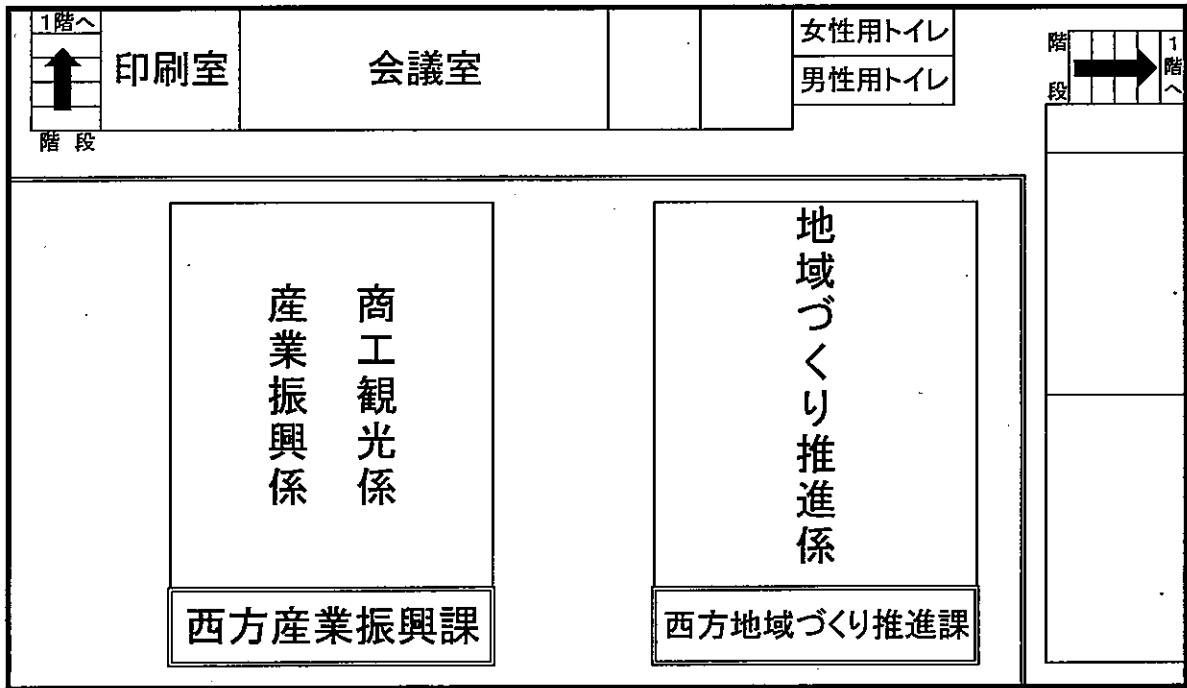 1階へ
階段
印刷室
会議室
女性用トイレ
男性用トイレ
階段
1階へ
産業振興係
商工観光係
地域づくり推進係
西方産業振興課
西方地域づくり推進課